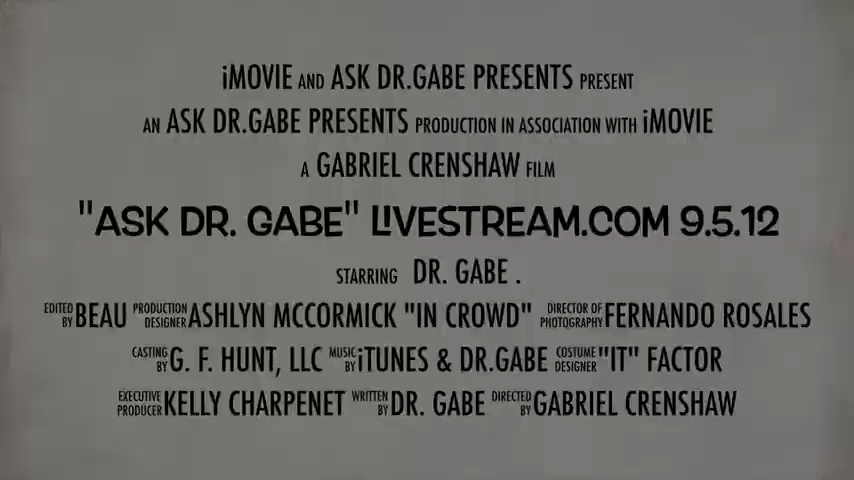 iMOVIE AND ASK DR.GABE PRESENTS PRESENT
AN ASK DR.GABE PRESENTS PRODUCTION IN ASSOCIATION WITH iMOVIE
A GABRIEL CRENSHAW FILM
"ASK DR. GABE" LIVESTREAM.COM 9.5.12
STARRING DR. GABE .
EDITED BY BEAU PRODUCTION DESIGNER ASHLYN MCCORMICK "IN CROWD" DIRECTOR OF PHOTOGRAPHY FERNANDO ROSALES
CASTING BY G. F. HUNT, LLC MUSIC BY iTUNES & DR.GABE COSTUME DESIGNER "IT" FACTOR
EXECUTIVE PRODUCER KELLY CHARPENET WRITTEN BY DR. GABE DIRECTED BY GABRIEL CRENSHAW